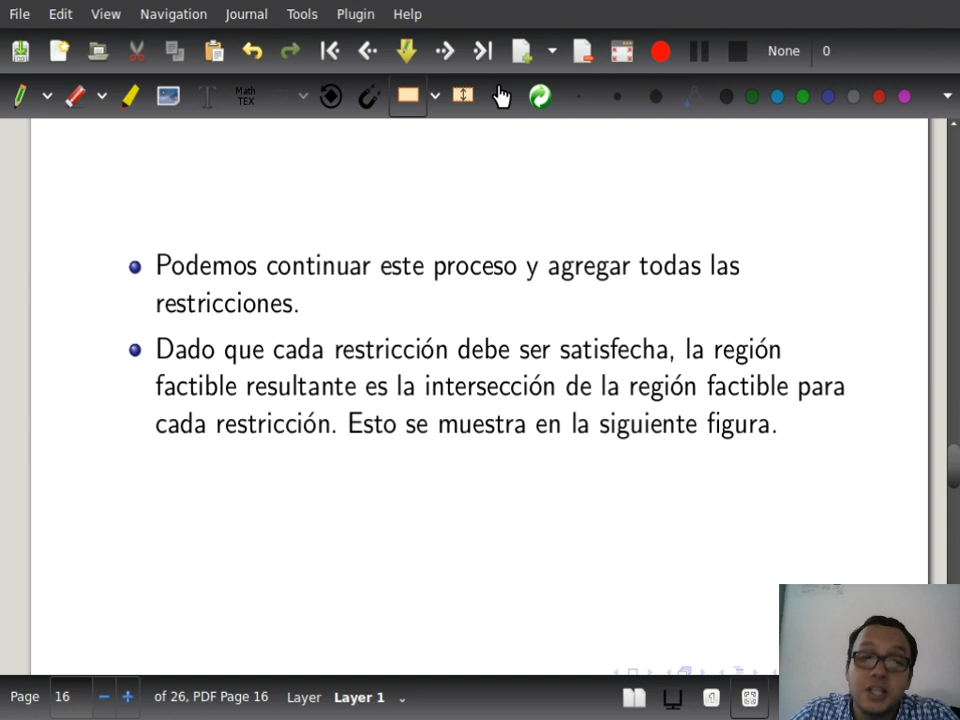 File Edit View Navigation Journal Tools Plugin Help
None 0
Math
TEX
Podemos continuar este proceso y agregar todas las
restricciones.
Dado que cada restricción debe ser satisfecha, la región
factible resultante es la intersección de la región factible para
cada restricción. Esto se muestra en la siguiente figura.
Page 16 of 26, PDF Page 16 Layer Layer 1